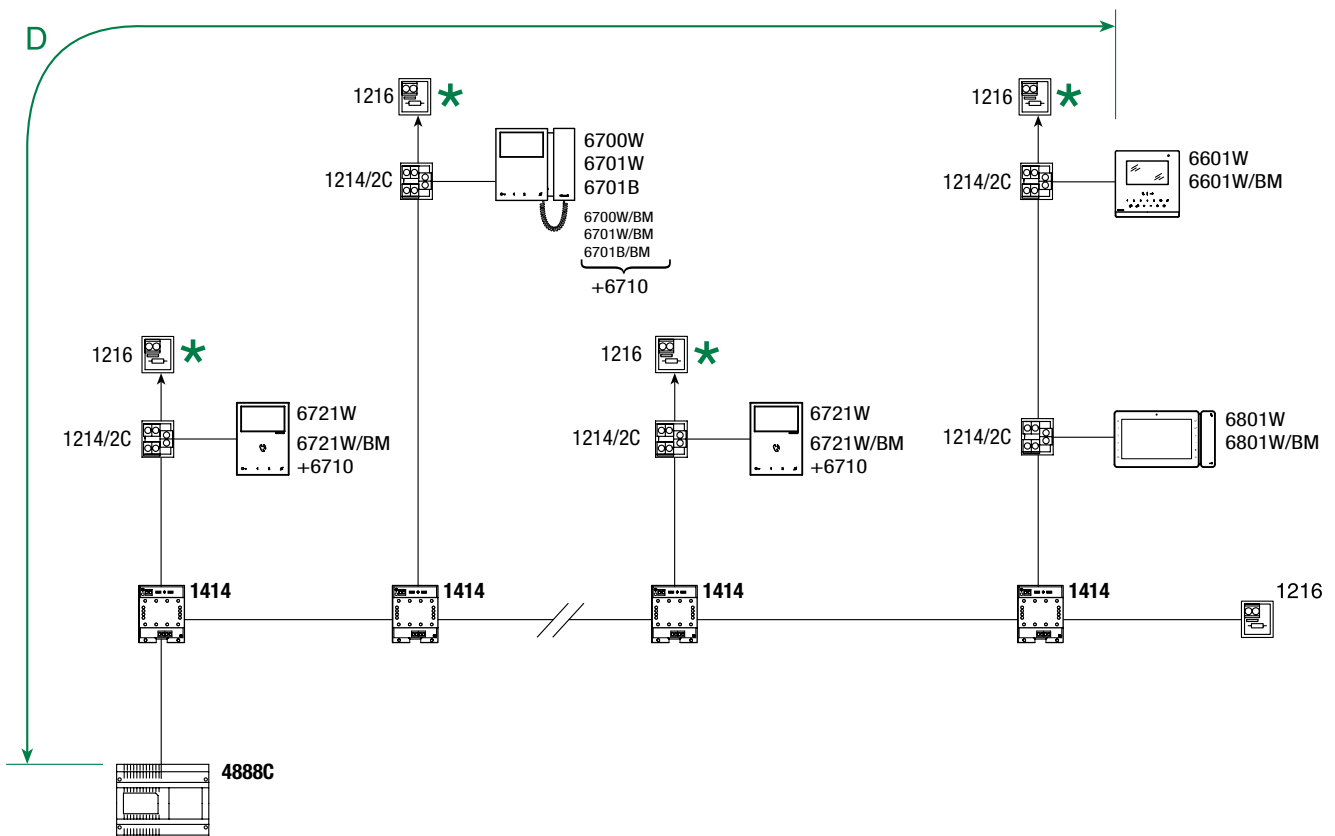 D
1216 *
1216 *
6700W
6701W
6701B
6700W/BM
6701W/BM
6701B/BM
+6710
1214/2C
1214/2C
6601W
6601W/BM
1216 *
1216 *
1214/2C
6721W
6721W/BM
+6710
1214/2C
6721W
6721W/BM
+6710
1214/2C
6801W
6801W/BM
1414
1414
1414
1414
1216
4888C